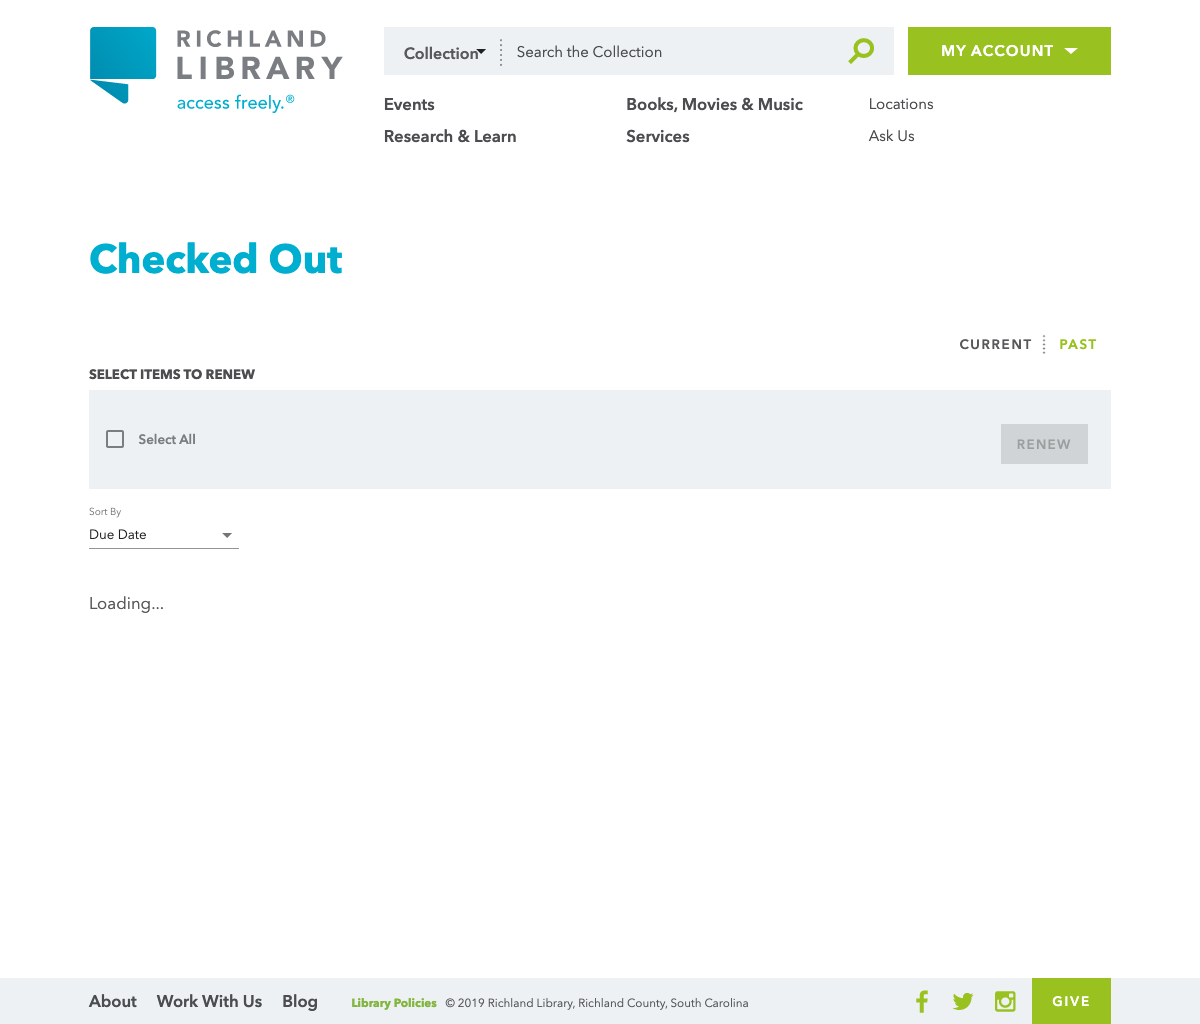 RICHLAND
LIBRARY
access freely.®
Collection
Search the Collection
MY ACCOUNT
Events
Books, Movies & Music
Locations
Research & Learn
Services
Ask Us
Checked Out
CURRENT
PAST
SELECT ITEMS TO RENEW
Select All
RENEW
Sort By
Due Date
Loading...
About
Work With Us
Blog
Library Policies
© 2019 Richland Library, Richland County, South Carolina
GIVE